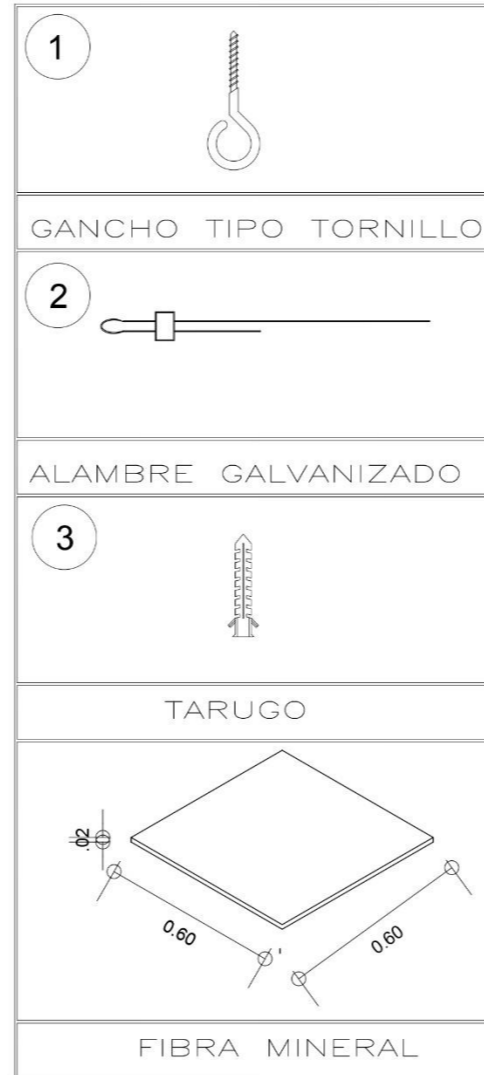 1
GANCHO TIPO TORNILLO
2
ALAMBRE GALVANIZADO
3
TARUGO
.02
0.60
0.60
FIBRA MINERAL